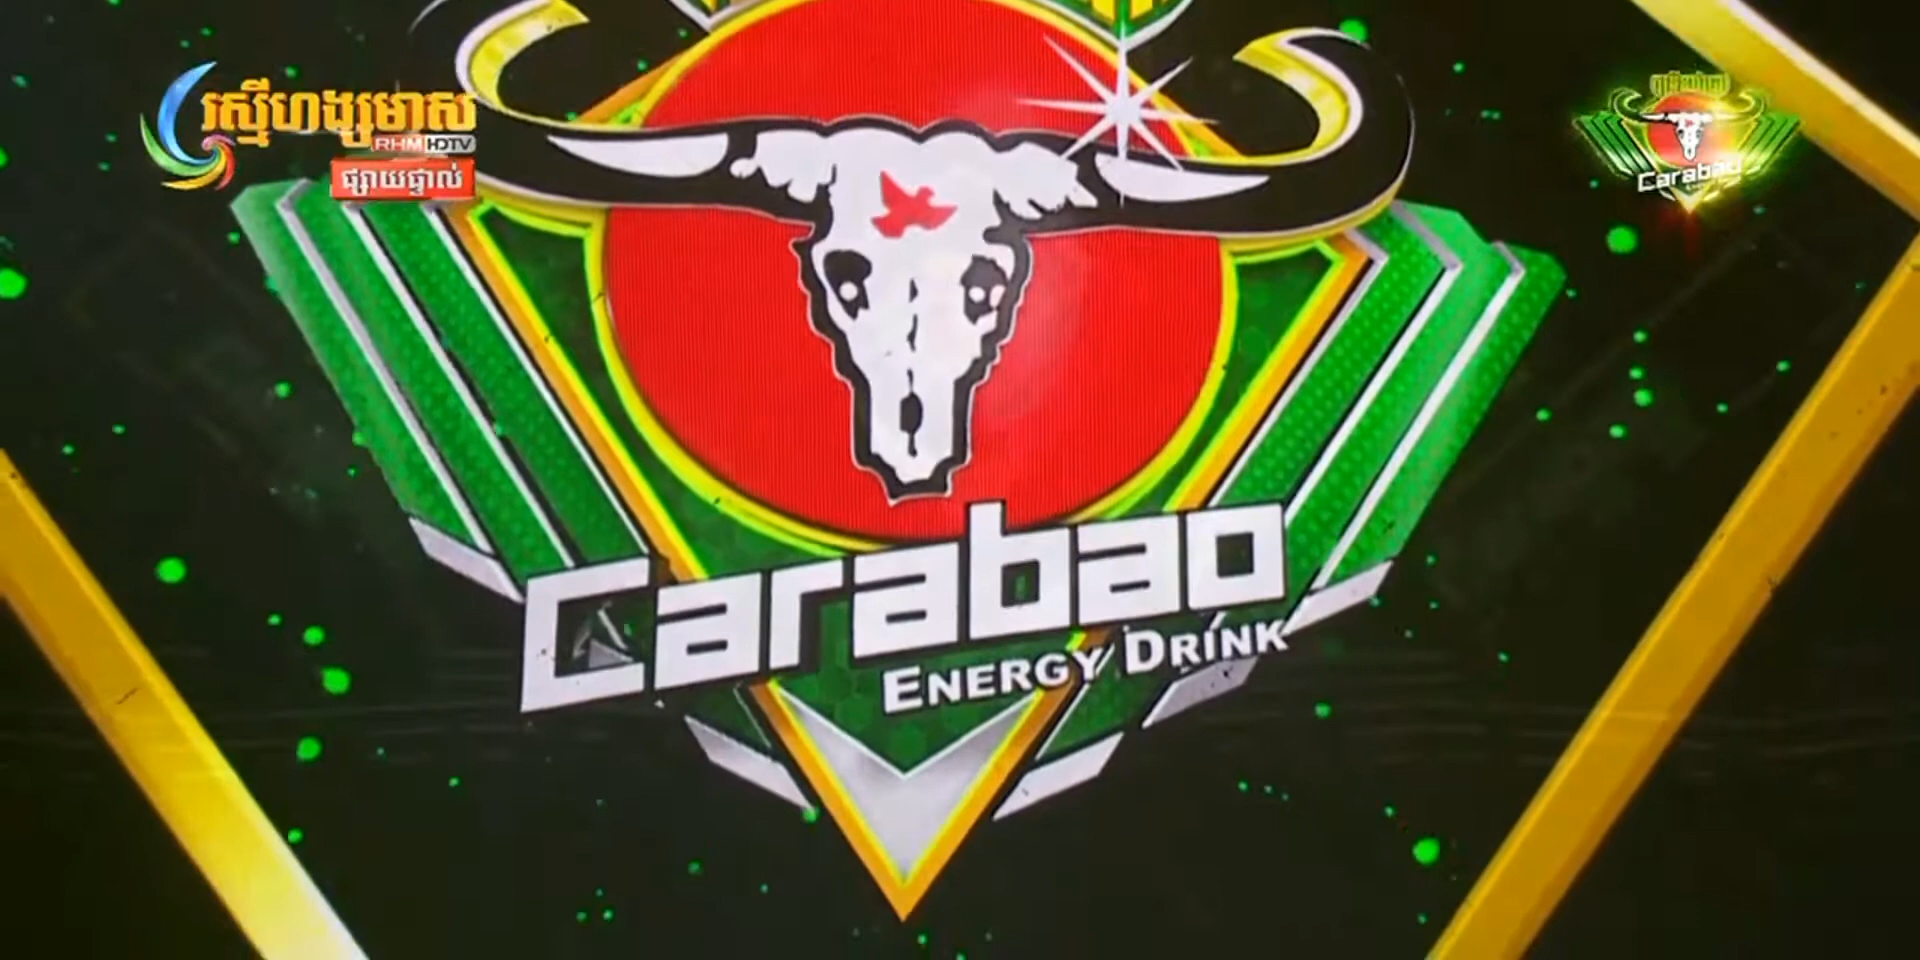 រស្មីហង្សមាស
RHM HDTV
ផ្សាយផ្ទាល់
Carabao
Carabao
ENERGY DRINK